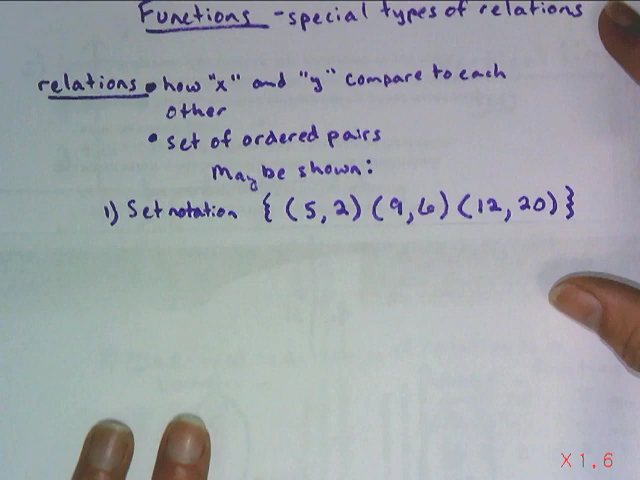 Functions - special types of relations
relations • how "x" and "y" compare to each
other
• set of ordered pairs
May be shown:
1) Set notation { (5,2) (9,6) (12,20) }
X1.6